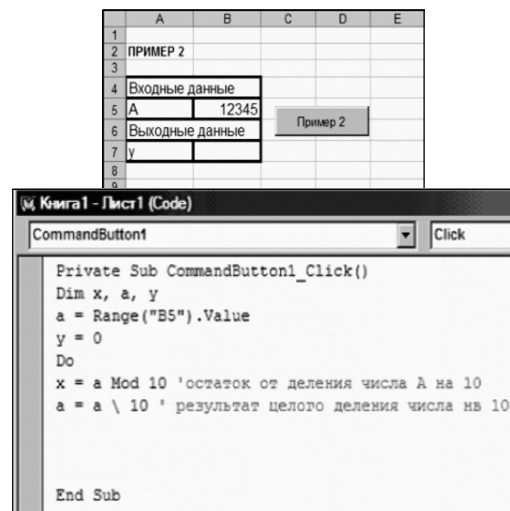 A B C D E
1
2 ПРИМЕР 2
3
4 Входные данные
5 A 12345 Пример 2
6 Выходные данные
7 y
8
9
Книга1 - Лист1 (Code)
CommandButton1 Click
Private Sub CommandButton1_Click()
Dim x, a, y
a = Range("B5").Value
y = 0
Do
x = a Mod 10 'остаток от деления числа А на 10
a = a \ 10 ' результат целого деления числа нв 10
End Sub